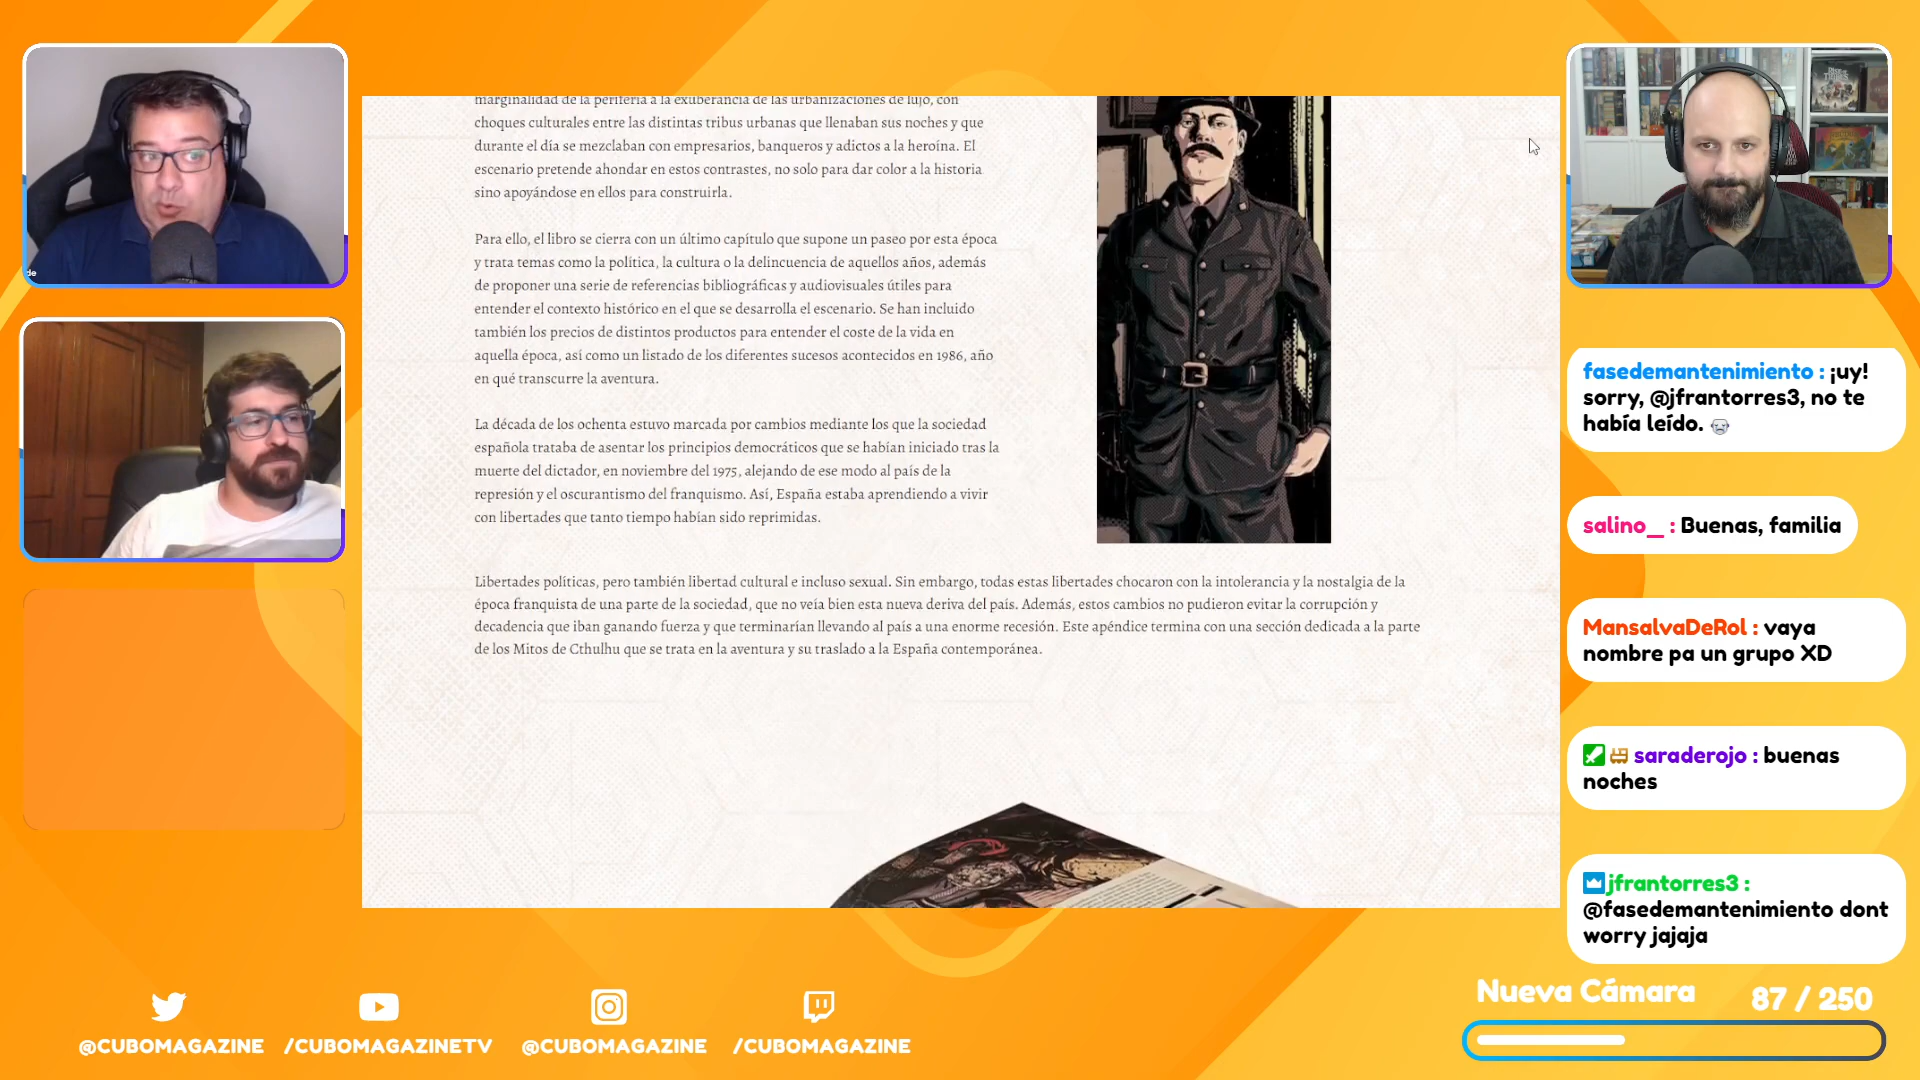 de
marginalidad de la periferia a la exuberancia de las urbanizaciones de lujo, con
choques culturales entre las distintas tribus urbanas que llenaban sus noches y que
durante el día se mezclaban con empresarios, banqueros y adictos a la heroína. El
escenario pretende ahondar en estos contrastes, no solo para dar color a la historia
sino apoyándose en ellos para construirla.
Para ello, el libro se cierra con un último capítulo que supone un paseo por esta época
y trata temas como la política, la cultura o la delincuencia de aquellos años, además
de proponer una serie de referencias bibliográficas y audiovisuales útiles para
entender el contexto histórico en el que se desarrolla el escenario. Se han incluido
también los precios de distintos productos para entender el coste de la vida en
aquella época, así como un listado de los diferentes sucesos acontecidos en 1986, año
en qué transcurre la aventura.
La década de los ochenta estuvo marcada por cambios mediante los que la sociedad
española trataba de asentar los principios democráticos que se habían iniciado tras la
muerte del dictador, en noviembre del 1975, alejando de ese modo al país de la
represión y el oscurantismo del franquismo. Así, España estaba aprendiendo a vivir
con libertades que tanto tiempo habían sido reprimidas.
Libertades políticas, pero también libertad cultural e incluso sexual. Sin embargo, todas estas libertades chocaron con la intolerancia y la nostalgia de la
época franquista de una parte de la sociedad, que no veía bien esta nueva deriva del país. Además, estos cambios no pudieron evitar la corrupción y
decadencia que iban ganando fuerza y que terminarían llevando al país a una enorme recesión. Este apéndice termina con una sección dedicada a la parte
de los Mitos de Cthulhu que se trata en la aventura y su traslado a la España contemporánea.
fasedemantenimiento : ¡uy!
sorry, @jfrantorres3, no te
había leído.
salino__ : Buenas, familia
MansalvaDeRol : vaya
nombre pa un grupo XD
saraderojo : buenas
noches
jfrantorres3 :
@fasedemantenimiento dont
worry jajaja
Nueva Cámara 87 / 250
@CUBOMAGAZINE /CUBOMAGAZINETV @CUBOMAGAZINE /CUBOMAGAZINE